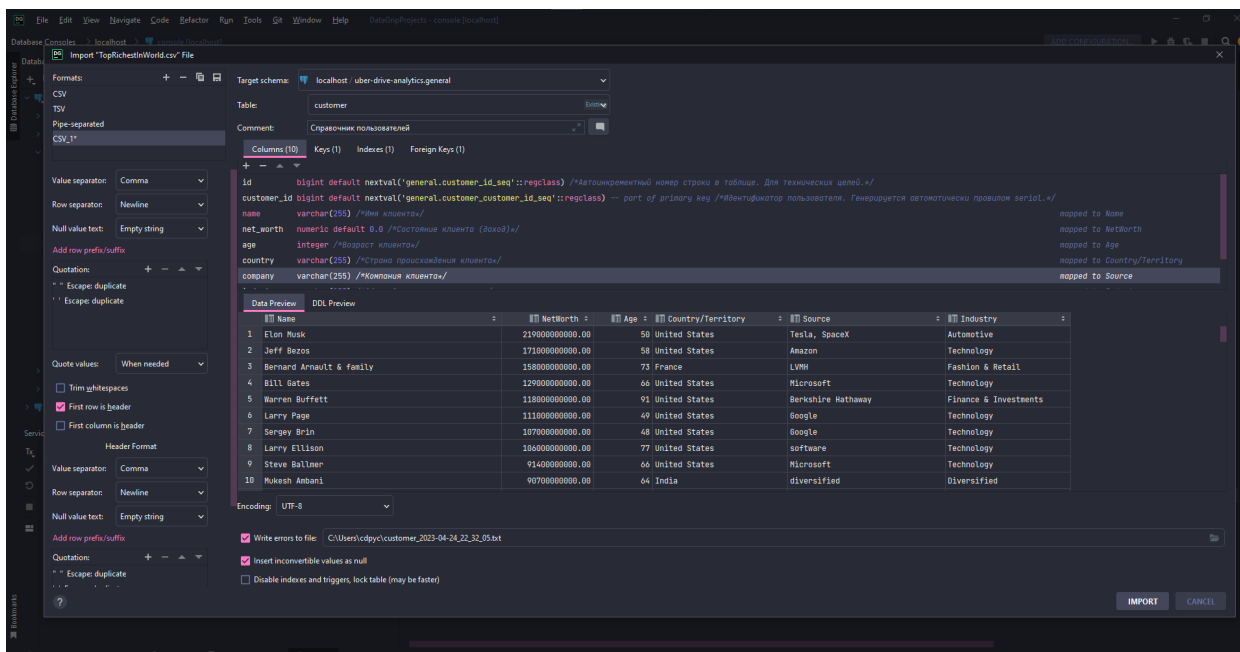 File Edit View Navigate Code Refactor Run Tools Git Window Help DataGripProjects - console [localhost]
Database Consoles localhost console [localhost] ADD CONFIGURATION...
Import "TopRichestInWorld.csv" File
Database Explorer
Formats:
CSV
TSV
Pipe-separated
CSV_1*
Target schema: localhost / uber-drive-analytics.general
Table: customer
Comment: Справочник пользователей
Columns (10) Keys (1) Indexes (1) Foreign Keys (1)
Value separator: Comma
Row separator: Newline
Null value text: Empty string
Add row prefix/suffix
Quotation:
" " Escape: duplicate
' ' Escape: duplicate
Quote values: When needed
Trim whitespaces
First row is header
First column is header
Header Format
Value separator: Comma
Row separator: Newline
Null value text: Empty string
Add row prefix/suffix
Quotation:
" " Escape: duplicate
id bigint default nextval('general.customer_id_seq'::regclass) /*Автоинкрементный номер строки в таблице. Для технических целей.*/
customer_id bigint default nextval('general.customer_customer_id_seq'::regclass) -- part of primary key /*Идентификатор пользователя. Генерируется автоматически правилом serial.*/
name varchar(255) /*Имя клиента*/ mapped to Name
net_worth numeric default 0.0 /*Состояние клиента (доход)*/ mapped to NetWorth
age integer /*Возраст клиента*/ mapped to Age
country varchar(255) /*Страна происхождения клиента*/ mapped to Country/Territory
company varchar(255) /*Компания клиента*/ mapped to Source
Data Preview DDL Preview
Name NetWorth Age Country/Territory Source Industry
1 Elon Musk 219000000000.00 50 United States Tesla, SpaceX Automotive
2 Jeff Bezos 171000000000.00 58 United States Amazon Technology
3 Bernard Arnault & family 158000000000.00 73 France LVMH Fashion & Retail
4 Bill Gates 129000000000.00 66 United States Microsoft Technology
5 Warren Buffett 118000000000.00 91 United States Berkshire Hathaway Finance & Investments
6 Larry Page 111000000000.00 49 United States Google Technology
7 Sergey Brin 107000000000.00 48 United States Google Technology
8 Larry Ellison 106000000000.00 77 United States software Technology
9 Steve Ballmer 91400000000.00 66 United States Microsoft Technology
10 Mukesh Ambani 90700000000.00 64 India diversified Diversified
Encoding: UTF-8
Write errors to file: C:\Users\cdpyc\customer_2023-04-24_22_32_05.txt
Insert inconvertible values as null
Disable indexes and triggers, lock table (may be faster)
IMPORT CANCEL
Bookmarks